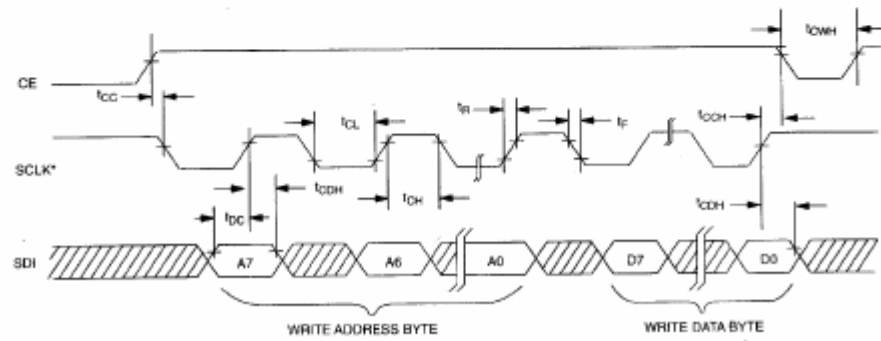 tCWH
CE
tCC
tCL
tR
tF
tCCH
SCLK*
tCDH
tCH
tCDH
tDC
SDI
A7
A6
A0
D7
D0
WRITE ADDRESS BYTE
WRITE DATA BYTE